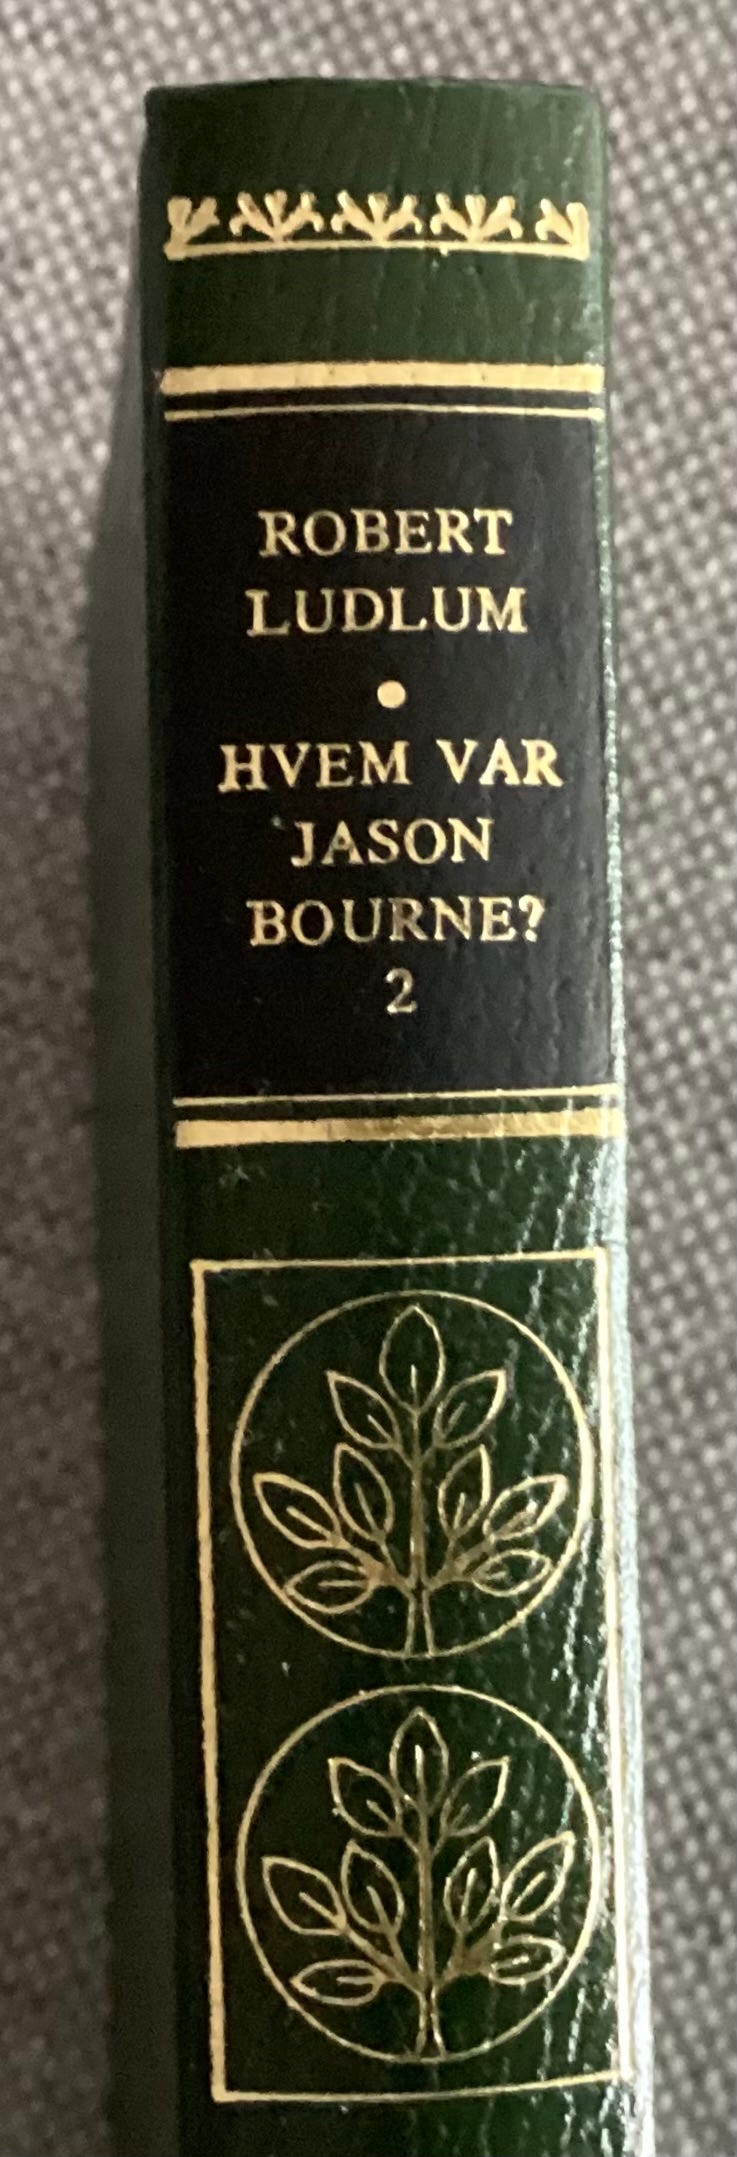 ROBERT
LUDLUM
•
HVEM VAR
JASON
BOURNE?
2